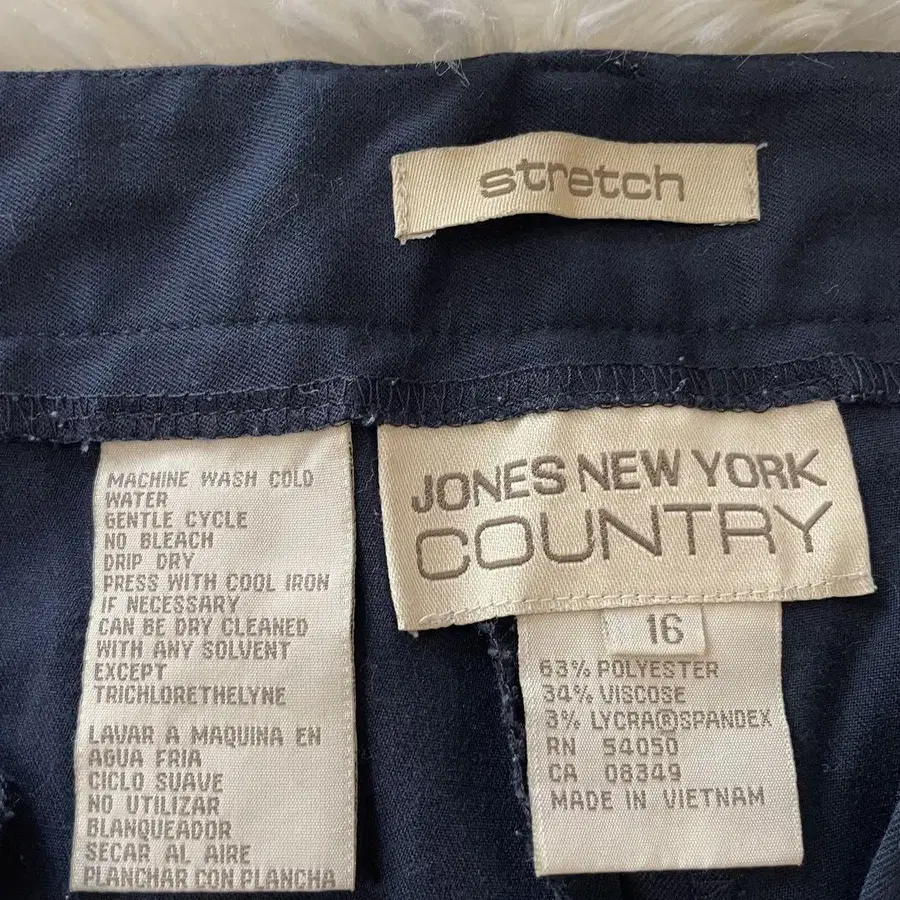 stretch
MACHINE WASH COLD
WATER
GENTLE CYCLE
NO BLEACH
DRIP DRY
PRESS WITH COOL IRON
IF NECESSARY
CAN BE DRY CLEANED
WITH ANY SOLVENT
EXCEPT
TRICHLORETHELYNE
LAVAR A MAQUINA EN
AGUA FRIA
CICLO SUAVE
NO UTILIZAR
BLANQUEADOR
SECAR AL AIRE
PLANCHAR CON PLANCHA
JONES NEW YORK
COUNTRY
16
63% POLYESTER
34% VISCOSE
3% LYCRA®SPANDEX
RN 54050
CA 08349
MADE IN VIETNAM